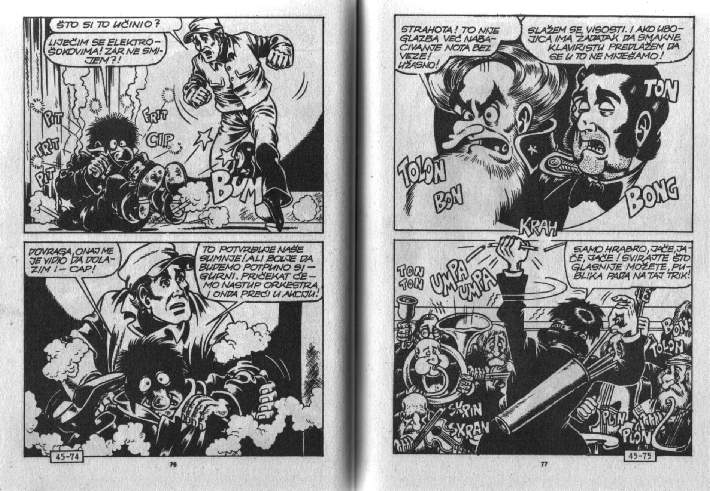 ŠTO SI TO UČINIO?
LIJEČIM SE ELEKTRO-
ŠOKOVIMA! ZAR NE SMI-
JEM?!
PIT
FRIT
PIT
FRIT
CIP
BUM
DOVRAGA, ONAJ ME
JE VIDIO DA DOLA-
ZIM I - CAP!
TO POTVRĐUJE NAŠE
SUMNJE! ALI BOLJE DA
BUDEMO POTPUNO SI-
GURNI. PRIČEKAT ĆE-
MO NASTUP ORKESTRA,
I ONDA PREĆI U AKCIJU!
45-74
76
STRAHOTA! TO NIJE
GLAZBA VEĆ NABA-
CIVANJE NOTA BEZ
VEZE!
UŽASNO!
SLAŽEM SE VISOSTI. I AKO UBO-
JICA IMA ZADATAK DA SMAKNE
KLAVIRISTU PREDLAŽEM DA
SE U TO NE MIJEŠAMO!
TON
TOLON
BON
BONG
KRAH
TON
TON
UMPA
UMPA
SAMO HRABRO, JAČE, JA-
ČE, JAČE! SVIRAJTE ŠTO
GLASNIJE MOŽETE, PU-
BLIKA PADA NA TAJ TRIK!
BON
TOLON
SKRIN
SKRAN
PLON
PLON
45-75
77